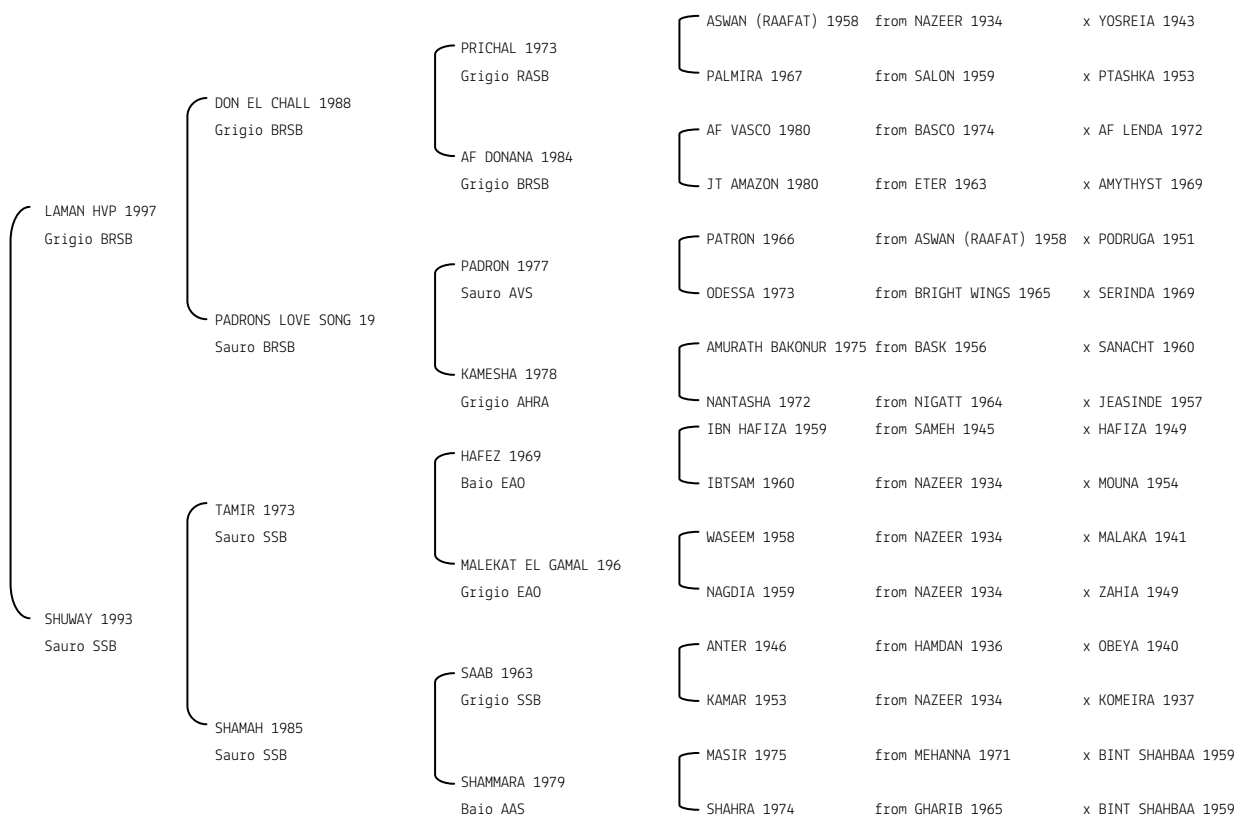 ASWAN (RAAFAT) 1958 from NAZEER 1934 x YOSREIA 1943
PRICHAL 1973
Grigio RASB
PALMIRA 1967 from SALON 1959 x PTASHKA 1953
DON EL CHALL 1988
Grigio BRSB
AF VASCO 1980 from BASCO 1974 x AF LENDA 1972
AF DONANA 1984
Grigio BRSB
JT AMAZON 1980 from ETER 1963 x AMYTHYST 1969
LAMAN HVP 1997
Grigio BRSB
PATRON 1966 from ASWAN (RAAFAT) 1958 x PODRUGA 1951
PADRON 1977
Sauro AVS
ODESSA 1973 from BRIGHT WINGS 1965 x SERINDA 1969
PADRONS LOVE SONG 19
Sauro BRSB
AMURATH BAKONUR 1975 from BASK 1956 x SANACHT 1960
KAMESHA 1978
Grigio AHRA
NANTASHA 1972 from NIGATT 1964 x JEASINDE 1957
IBN HAFIZA 1959 from SAMEH 1945 x HAFIZA 1949
HAFEZ 1969
Baio EAO
IBTSAM 1960 from NAZEER 1934 x MOUNA 1954
TAMIR 1973
Sauro SSB
WASEEM 1958 from NAZEER 1934 x MALAKA 1941
MALEKAT EL GAMAL 196
Grigio EAO
NAGDIA 1959 from NAZEER 1934 x ZAHIA 1949
SHUWAY 1993
Sauro SSB
ANTER 1946 from HAMDAN 1936 x OBEYA 1940
SAAB 1963
Grigio SSB
KAMAR 1953 from NAZEER 1934 x KOMEIRA 1937
SHAMAH 1985
Sauro SSB
MASIR 1975 from MEHANNA 1971 x BINT SHAHBAA 1959
SHAMMARA 1979
Baio AAS
SHAHRA 1974 from GHARIB 1965 x BINT SHAHBAA 1959